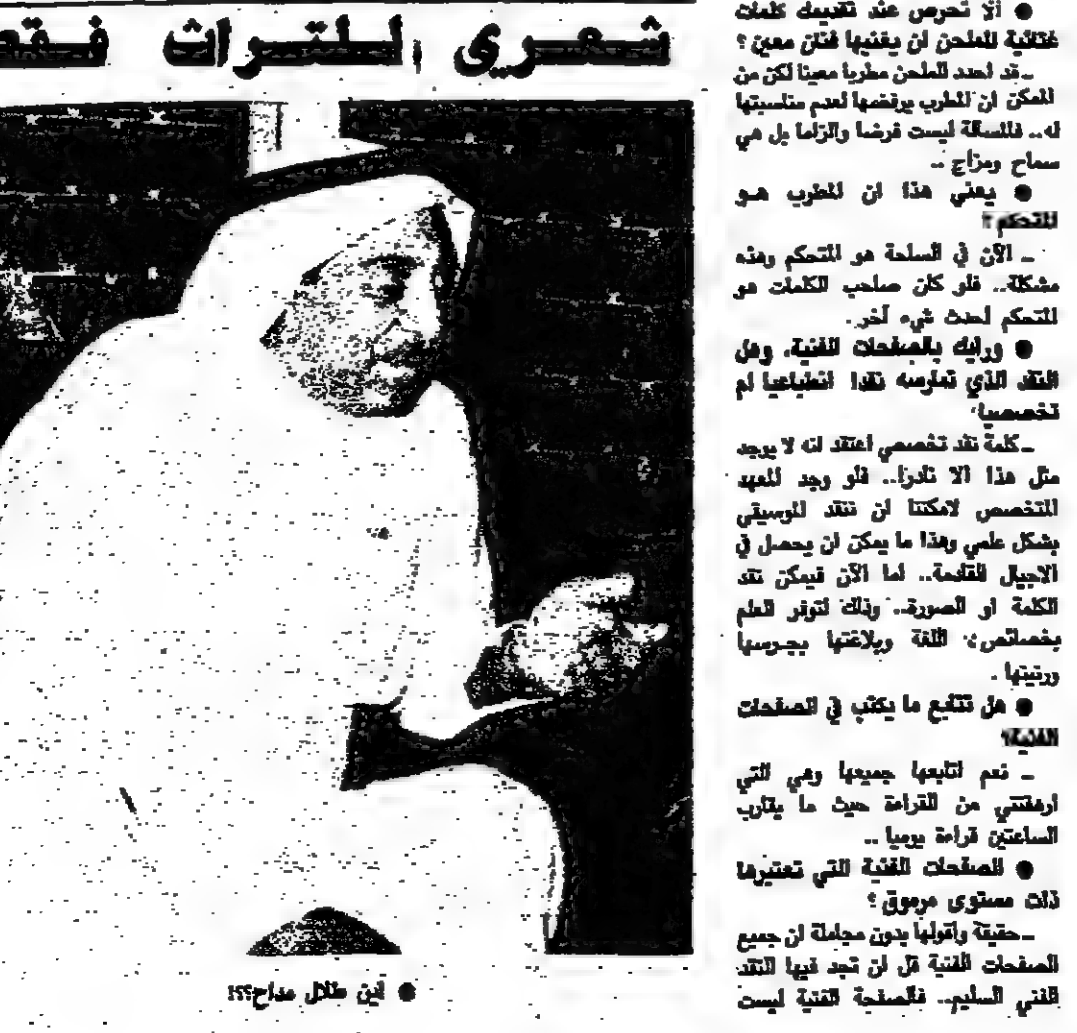 شعري للتراث فقط
● ألا تحرص عند تقديمك كلمات
غنائية للملحن ان يغنيها فنان معين؟
ـ قد احدد للملحن مطربا معينا لكن من
الممكن ان المطرب يرفضها لعدم مناسبتها
له.. فالمسألة ليست فرضا والزاما بل هي
سماح ومزاج ..
● يعني هذا ان المطرب هو
المتحكم؟
ـ الآن في الساحة هو المتحكم وهذه
مشكلة.. فلو كان صاحب الكلمات هو
المتحكم لحدث شيء آخر.
● ورايك بالصفحات الفنية، وهل
النقد الذي تمارسه نقدا انطباعيا ام
تخصصيا
ـ كلمة نقد تخصصي اعتقد انه لا يوجد
مثل هذا الا نادرا.. فلو وجد المعهد
المتخصص لامكننا ان ننقد الموسيقى
بشكل علمي وهذا ما يمكن ان يحصل في
الاجيال القادمة.. اما الآن فيمكن نقد
الكلمة او الصورة.. وذلك لتوفر العلم
بخصائص اللغة وبلاغتها بجرسها
ورنينها .
● هل تتابع ما يكتب في الصفحات
الفنية؟
ـ نعم اتابعها جميعها وهي التي
أرهقتني من القراءة حيث ما يقارب
الساعتين قراءة يوميا ..
● الصفحات الفنية التي تعتبرها
ذات مستوى مرموق؟
ـ حقيقة واقولها بدون مجاملة ان جميع
الصفحات الفنية قل ان تجد فيها النقد
الفني السليم.. فالصفحة الفنية ليست
● أين طلال مداح؟؟!